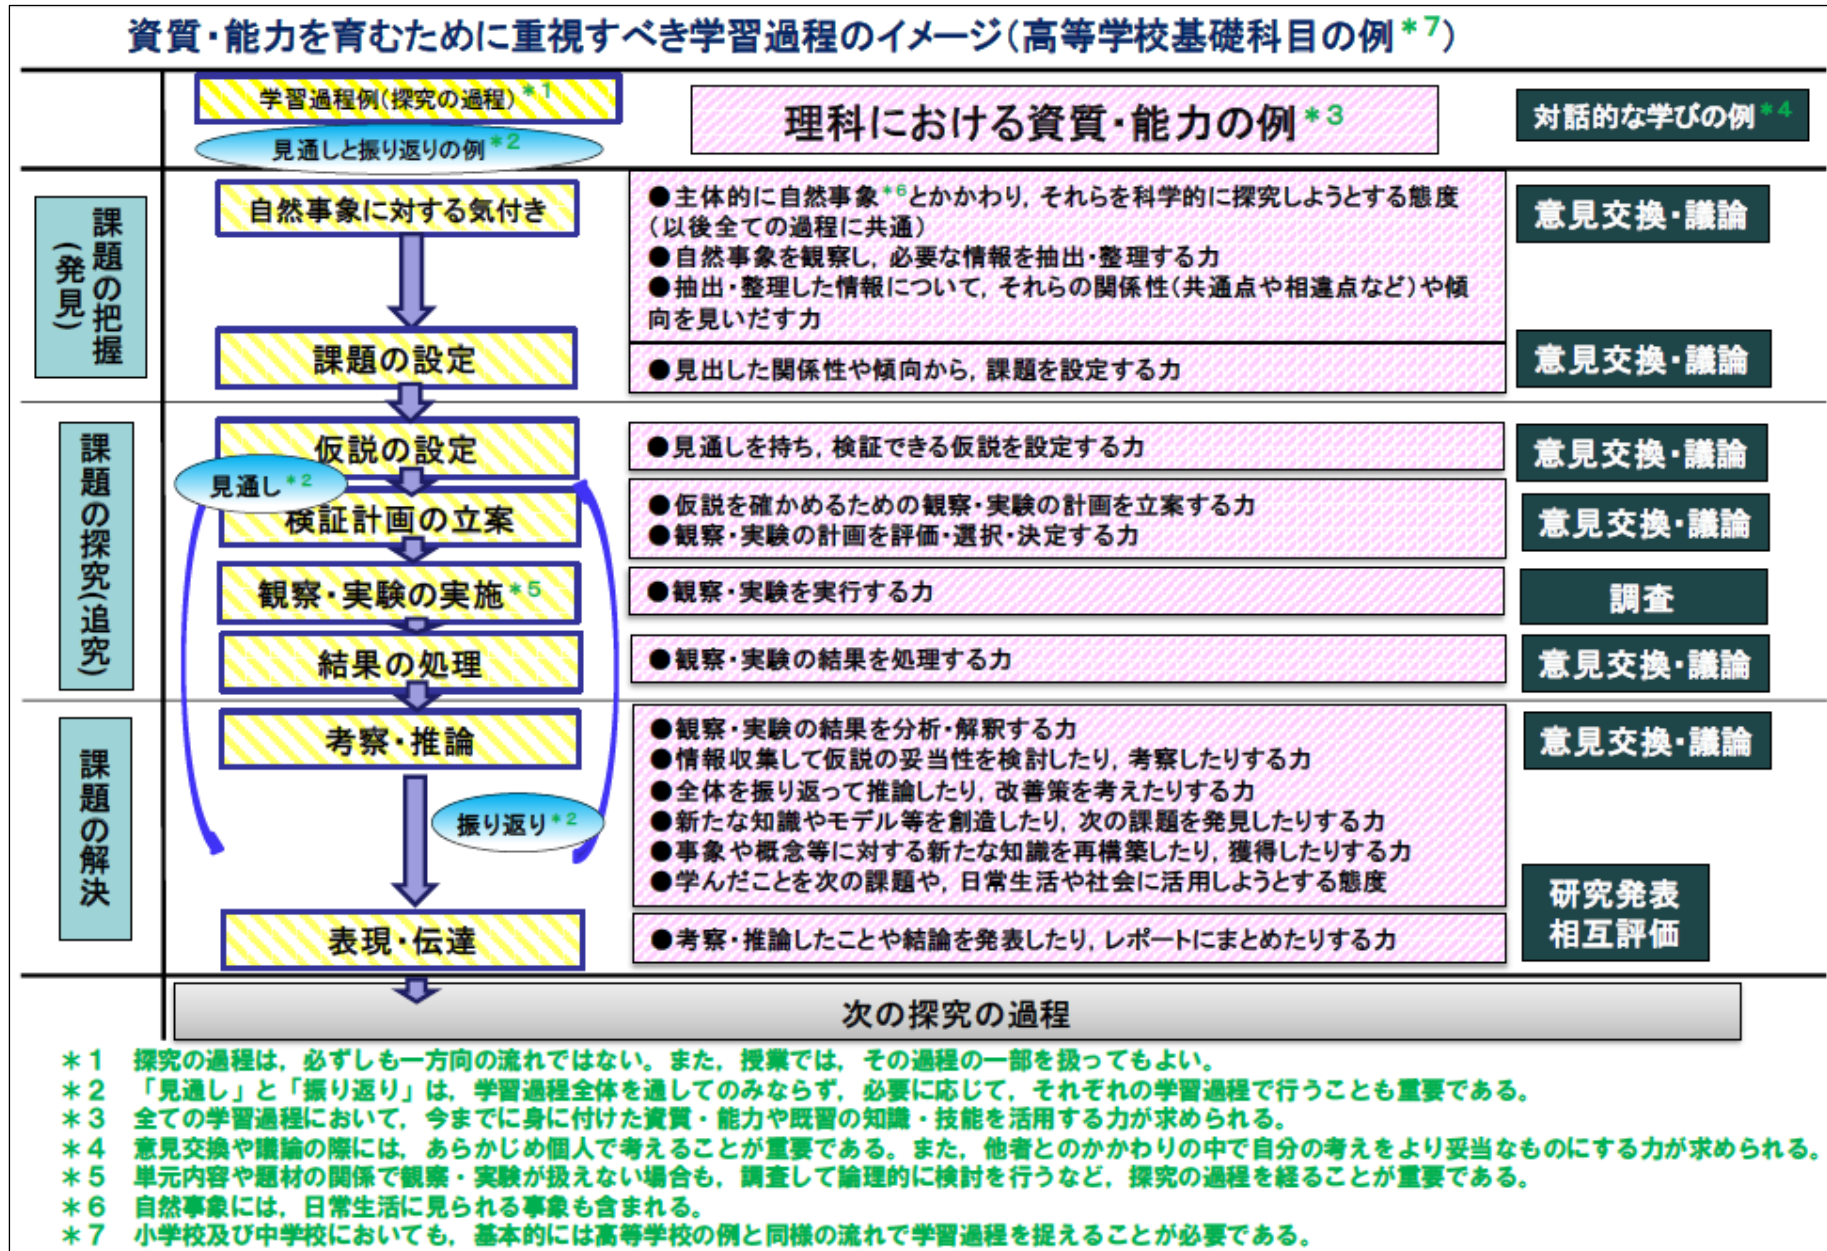 資質・能力を育むために重視すべき学習過程のイメージ(高等学校基礎科目の例*7)
学習過程例(探究の過程)*1
見通しと振り返りの例*2
理科における資質・能力の例*3
対話的な学びの例*4
課題の把握
(発見)
自然事象に対する気付き
●主体的に自然事象*6とかかわり, それらを科学的に探究しようとする態度
(以後全ての過程に共通)
●自然事象を観察し, 必要な情報を抽出・整理する力
●抽出・整理した情報について, それらの関係性(共通点や相違点など)や傾
向を見いだす力
意見交換・議論
課題の設定
●見出した関係性や傾向から, 課題を設定する力
意見交換・議論
課題の探究(追究)
仮説の設定
●見通しを持ち, 検証できる仮説を設定する力
意見交換・議論
見通し*2
検証計画の立案
●仮説を確かめるための観察・実験の計画を立案する力
●観察・実験の計画を評価・選択・決定する力
意見交換・議論
観察・実験の実施*5
●観察・実験を実行する力
調査
結果の処理
●観察・実験の結果を処理する力
意見交換・議論
課題の解決
考察・推論
●観察・実験の結果を分析・解釈する力
●情報収集して仮説の妥当性を検討したり, 考察したりする力
●全体を振り返って推論したり, 改善策を考えたりする力
●新たな知識やモデル等を創造したり, 次の課題を発見したりする力
●事象や概念等に対する新たな知識を再構築したり, 獲得したりする力
●学んだことを次の課題や, 日常生活や社会に活用しようとする態度
意見交換・議論
振り返り*2
研究発表
相互評価
表現・伝達
●考察・推論したことや結論を発表したり, レポートにまとめたりする力
次の探究の過程
*1 探究の過程は, 必ずしも一方向の流れではない。また, 授業では, その過程の一部を扱ってもよい。
*2 「見通し」と「振り返り」は, 学習過程全体を通してのみならず, 必要に応じて, それぞれの学習過程で行うことも重要である。
*3 全ての学習過程において, 今までに身に付けた資質・能力や既習の知識・技能を活用する力が求められる。
*4 意見交換や議論の際には, あらかじめ個人で考えることが重要である。また, 他者とのかかわりの中で自分の考えをより妥当なものにする力が求められる。
*5 単元内容や題材の関係で観察・実験が扱えない場合も, 調査して論理的に検討を行うなど, 探究の過程を経ることが重要である。
*6 自然事象には, 日常生活に見られる事象も含まれる。
*7 小学校及び中学校においても, 基本的には高等学校の例と同様の流れで学習過程を捉えることが必要である。